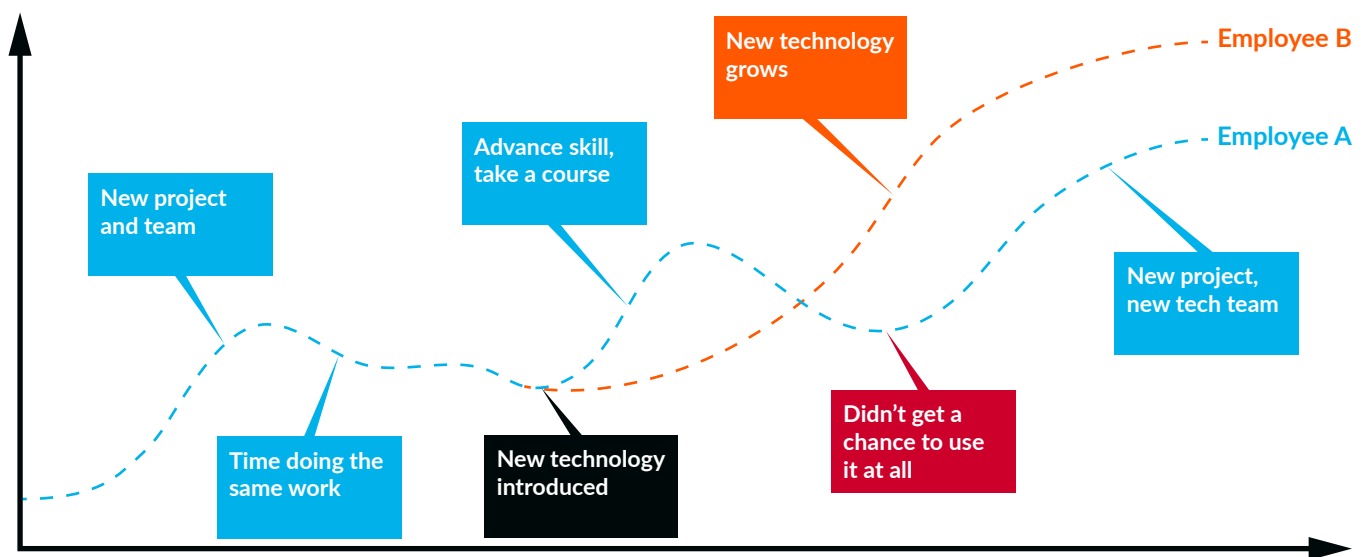 New project
and team
Time doing the
same work
Advance skill,
take a course
New technology
introduced
New technology
grows
Didn’t get a
chance to use
it at all
New project,
new tech team
Employee B
Employee A